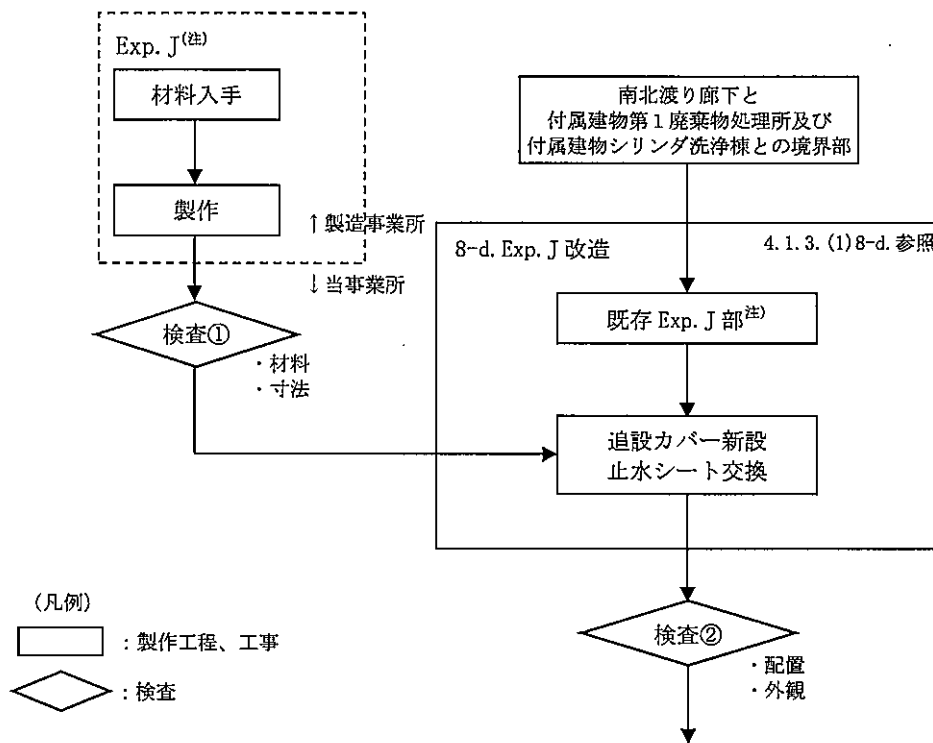 Exp. J(注)
材料入手
製作
↑製造事業所
↓当事業所
検査①
・材料
・寸法
南北渡り廊下と
付属建物第1廃棄物処理所及び
付属建物シリンダ洗浄棟との境界部
8-d. Exp. J 改造
4.1.3.(1)8-d.参照
既存 Exp. J 部注)
追設カバー新設
止水シート交換
検査②
・配置
・外観
(凡例)
：製作工程、工事
：検査